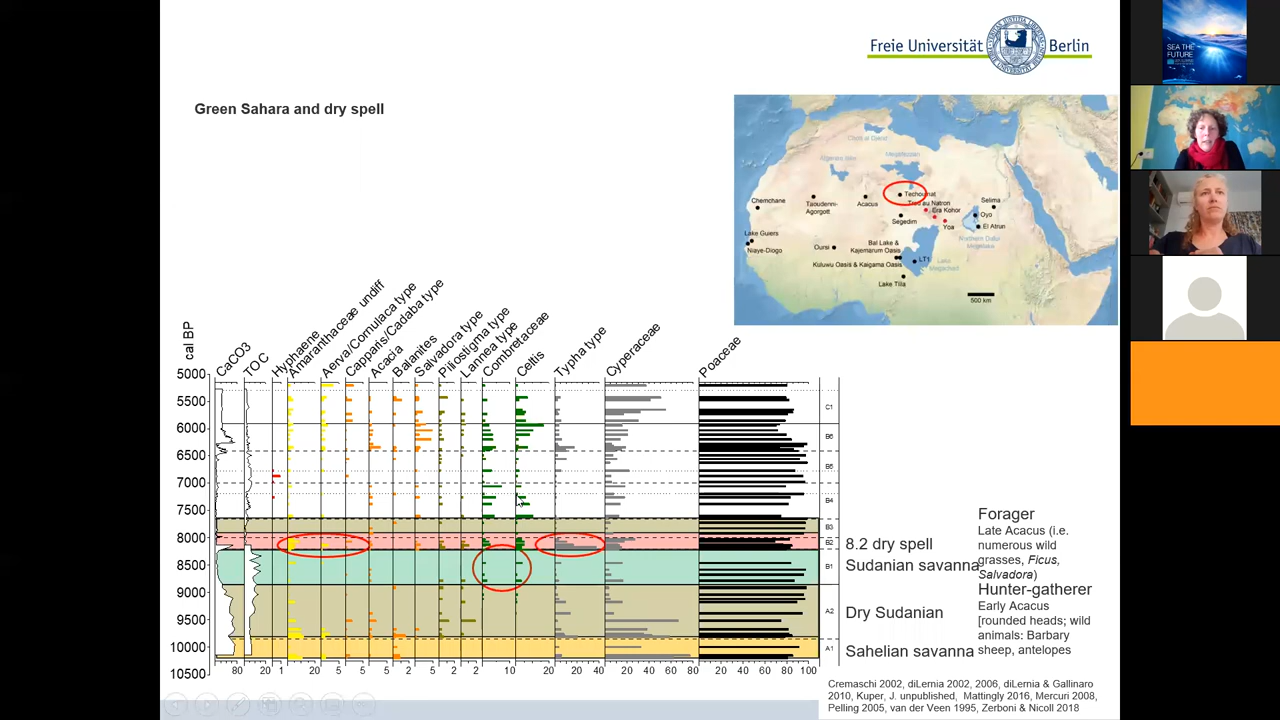 Freie Universität Berlin
SEA THE
FUTURE
Green Sahara and dry spell
Chemchane
Taoudenni-
Agorgott
Acacus
Segedim
Era Kohor
Yoa
Selima
Oyo
El Atrun
Lake Guiers
Niaye-Diogo
Oursi
Bal Lake &
Kajemarum Oasis
Kuluwu Oasis & Kaigama Oasis
LT1
Lake Tilla
500 km
cal BP
CaCO3
TOC
Hyphaene
Amaranthaceae undiff
Capparis/Cadaba type
Acacia
Balanites
Salvadora type
Piliostigma type
Lannea type
Combretaceae
Celtis
Typha type
Cyperaceae
Poaceae
5000
5500
6000
6500
7000
7500
8000
8500
9000
9500
10000
10500
C1
B6
B5
B4
B3
B2
B1
A2
A1
80 20 1 20 5 5 5 2 5 2 2 10 20 20 40 20 40 60 80 20 40 60 80 100
8.2 dry spell
Sudanian savanna
Dry Sudanian
Sahelian savanna
Forager
Late Acacus (i.e.
numerous wild
grasses, Ficus,
Salvadora)
Hunter-gatherer
Early Acacus
[rounded heads; wild
animals: Barbary
sheep, antelopes
Cremaschi 2002, diLernia 2002, 2006, diLernia & Gallinaro
2010, Kuper, J. unpublished, Mattingly 2016, Mercuri 2008,
Pelling 2005, van der Veen 1995, Zerboni & Nicoll 2018